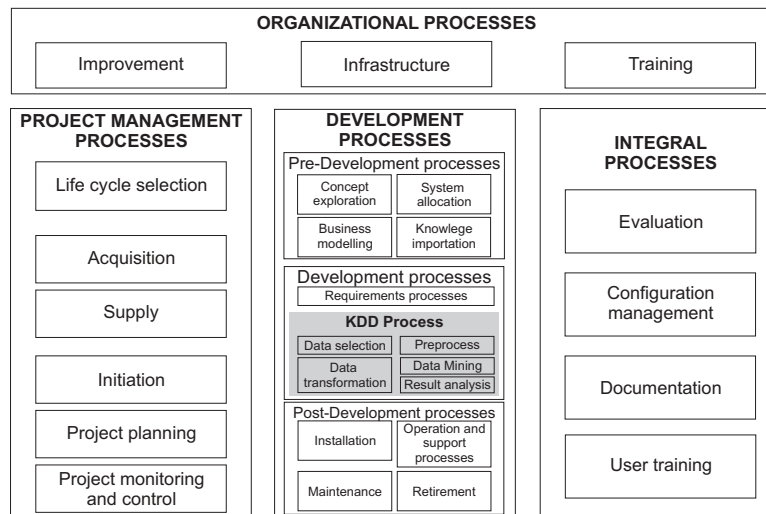 ORGANIZATIONAL PROCESSES
Improvement
Infrastructure
Training
PROJECT MANAGEMENT
PROCESSES
Life cycle selection
Acquisition
Supply
Initiation
Project planning
Project monitoring
and control
DEVELOPMENT
PROCESSES
Pre-Development processes
Concept
exploration
System
allocation
Business
modelling
Knowlege
importation
Development processes
Requirements processes
KDD Process
Data selection
Preprocess
Data
transformation
Data Mining
Result analysis
Post-Development processes
Installation
Operation and
support
processes
Maintenance
Retirement
INTEGRAL
PROCESSES
Evaluation
Configuration
management
Documentation
User training